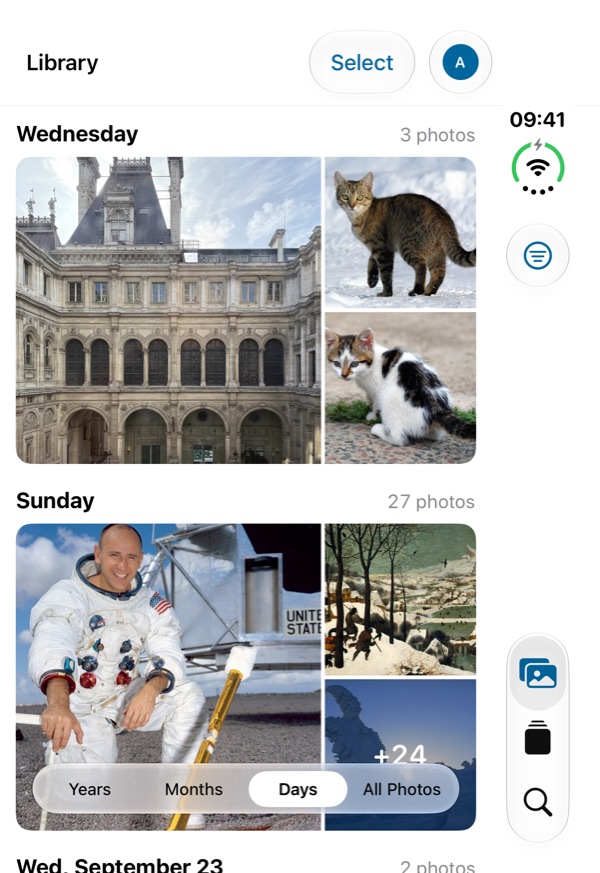 Library
Select
A
09:41
Wednesday
3 photos
Sunday
27 photos
UNITE
STATE
+24
Years
Months
Days
All Photos
Wed, September 23
2 photos